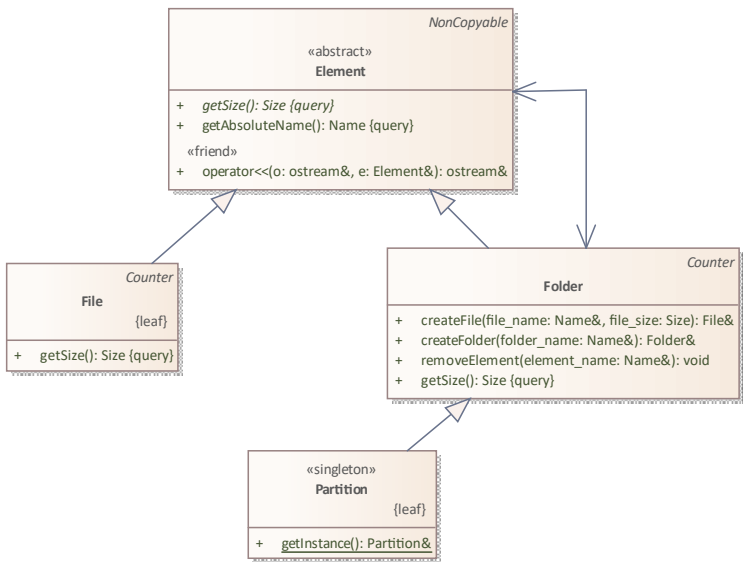 NonCopyable
«abstract»
Element
+ getSize(): Size {query}
+ getAbsoluteName(): Name {query}
«friend»
+ operator<<(o: ostream&, e: Element&): ostream&
Counter
File
{leaf}
+ getSize(): Size {query}
Counter
Folder
+ createFile(file_name: Name&, file_size: Size): File&
+ createFolder(folder_name: Name&): Folder&
+ removeElement(element_name: Name&): void
+ getSize(): Size {query}
«singleton»
Partition
{leaf}
+ getInstance(): Partition&